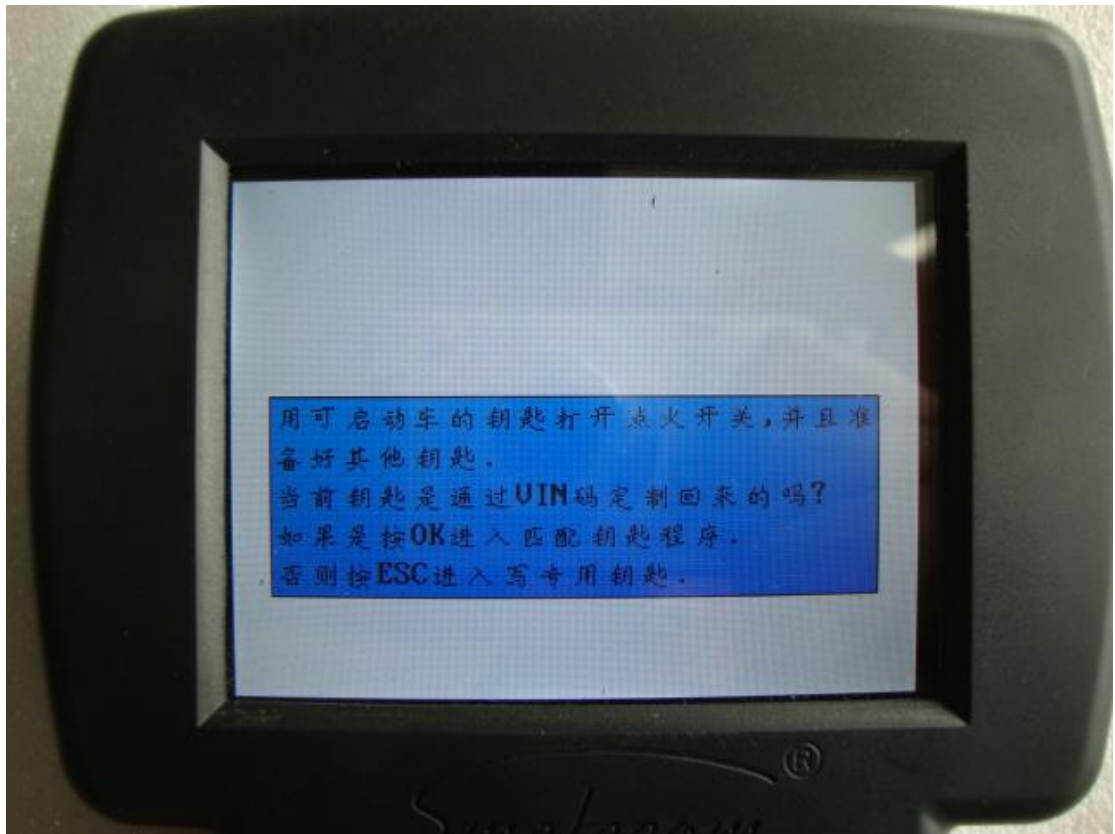 用可启动车的钥匙打开点火开关,并且准
备好其他钥匙.
当前钥匙是通过VIN码定制回来的吗?
如果是按OK进入匹配钥匙程序.
否则按ESC进入写专用钥匙.
®